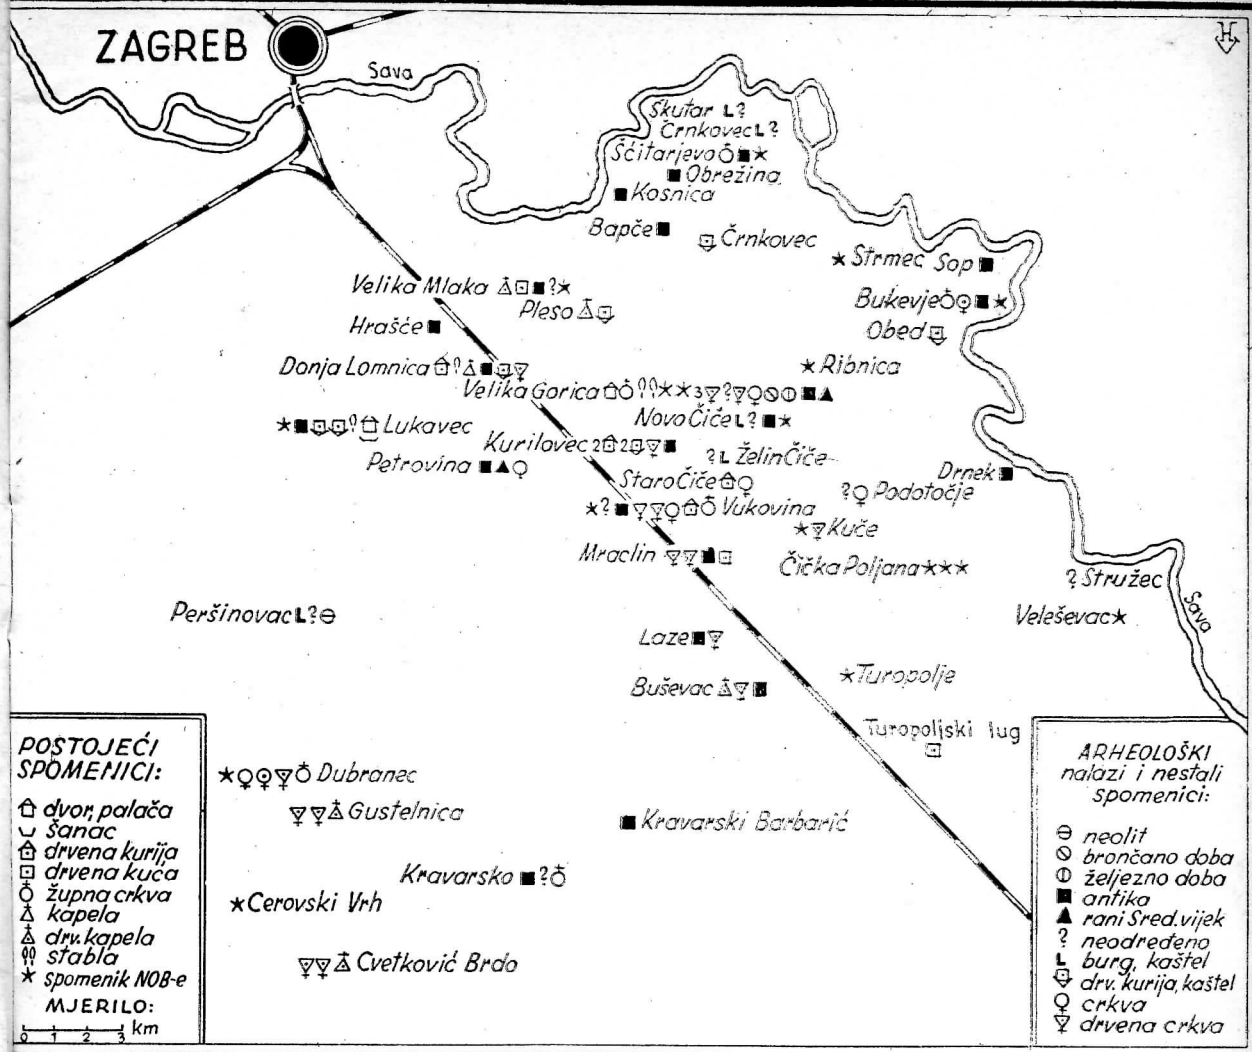 ZAGREB
Sava
Škutar L?
Črnkovec L?
Šćitarjevo
Obrežina
Kosnica
Bapče
Črnkovec
Strmec
Sop
Velika Mlaka ?
Pleso
Bukevje
Obed
Hrašće
Donja Lomnica ?
Ribnica
Velika Gorica 3 ?
Novo Čiče L?
Lukavec
Kurilovec 2 2
? L Želin Čiče
Petrovina
Staro Čiče
Drnek
? Podotočje
? Vukovina
Kuče
Mraclin
Čička Poljana
? Stružec
Sava
Peršinovac L?
Veleševac
Laze
Turopolje
Buševac
Turopoljski lug
Dubranec
Gustelnica
Kravarski Barbarić
Kravarsko ?
Cerovski Vrh
Cvetković Brdo
POSTOJEĆI
SPOMENICI:
dvor, palača
šanac
drvena kurija
drvena kuća
župna crkva
kapela
drv. kapela
stabla
spomenik NOB-e
MJERILO:
0 1 2 3 km
ARHEOLOŠKI
nalazi i nestali
spomenici:
neolit
brončano doba
željezno doba
antika
rani Sred. vijek
? neodređeno
L burg, kaštel
drv. kurija, kaštel
crkva
drvena crkva